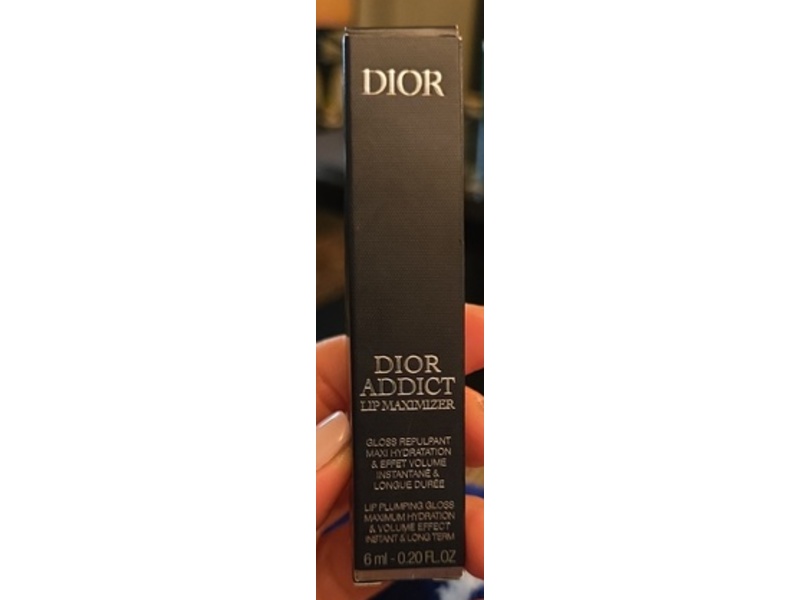 DIOR
DIOR
ADDICT
LIP MAXIMIZER
GLOSS REPULPANT
MAXI HYDRATATION
& EFFET VOLUME
INSTANTANÉ &
LONGUE DURÉE
LIP PLUMPING GLOSS
MAXIMUM HYDRATION
& VOLUME EFFECT
INSTANT & LONG TERM
6 ml - 0.20 FL.OZ